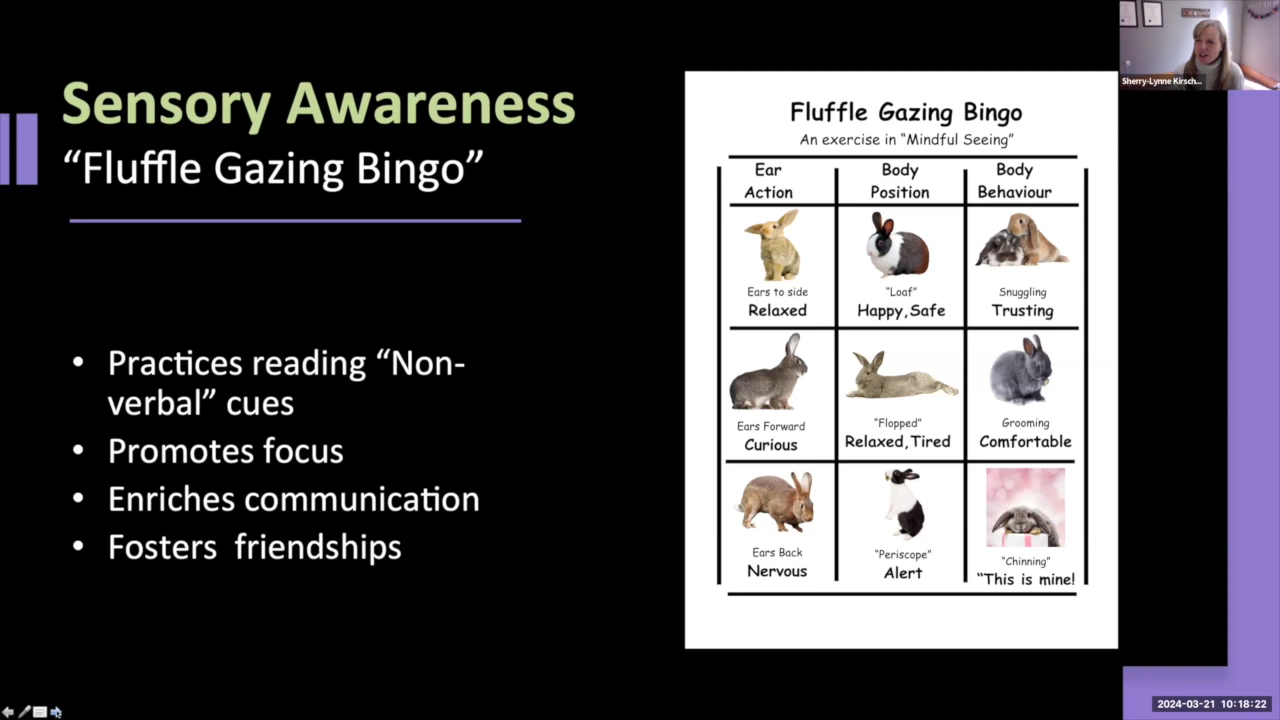 Sensory Awareness
“Fluffle Gazing Bingo”
• Practices reading “Non-
verbal” cues
• Promotes focus
• Enriches communication
• Fosters friendships
Fluffle Gazing Bingo
An exercise in “Mindful Seeing”
Ear Action
Body Position
Body Behaviour
Ears to side
Relaxed
“Loaf”
Happy, Safe
Snuggling
Trusting
Ears Forward
Curious
“Flopped”
Relaxed, Tired
Grooming
Comfortable
Ears Back
Nervous
“Periscope”
Alert
“Chinning”
“This is mine!
Sherry-Lynne Kirsch...
2024-03-21 10:18:22